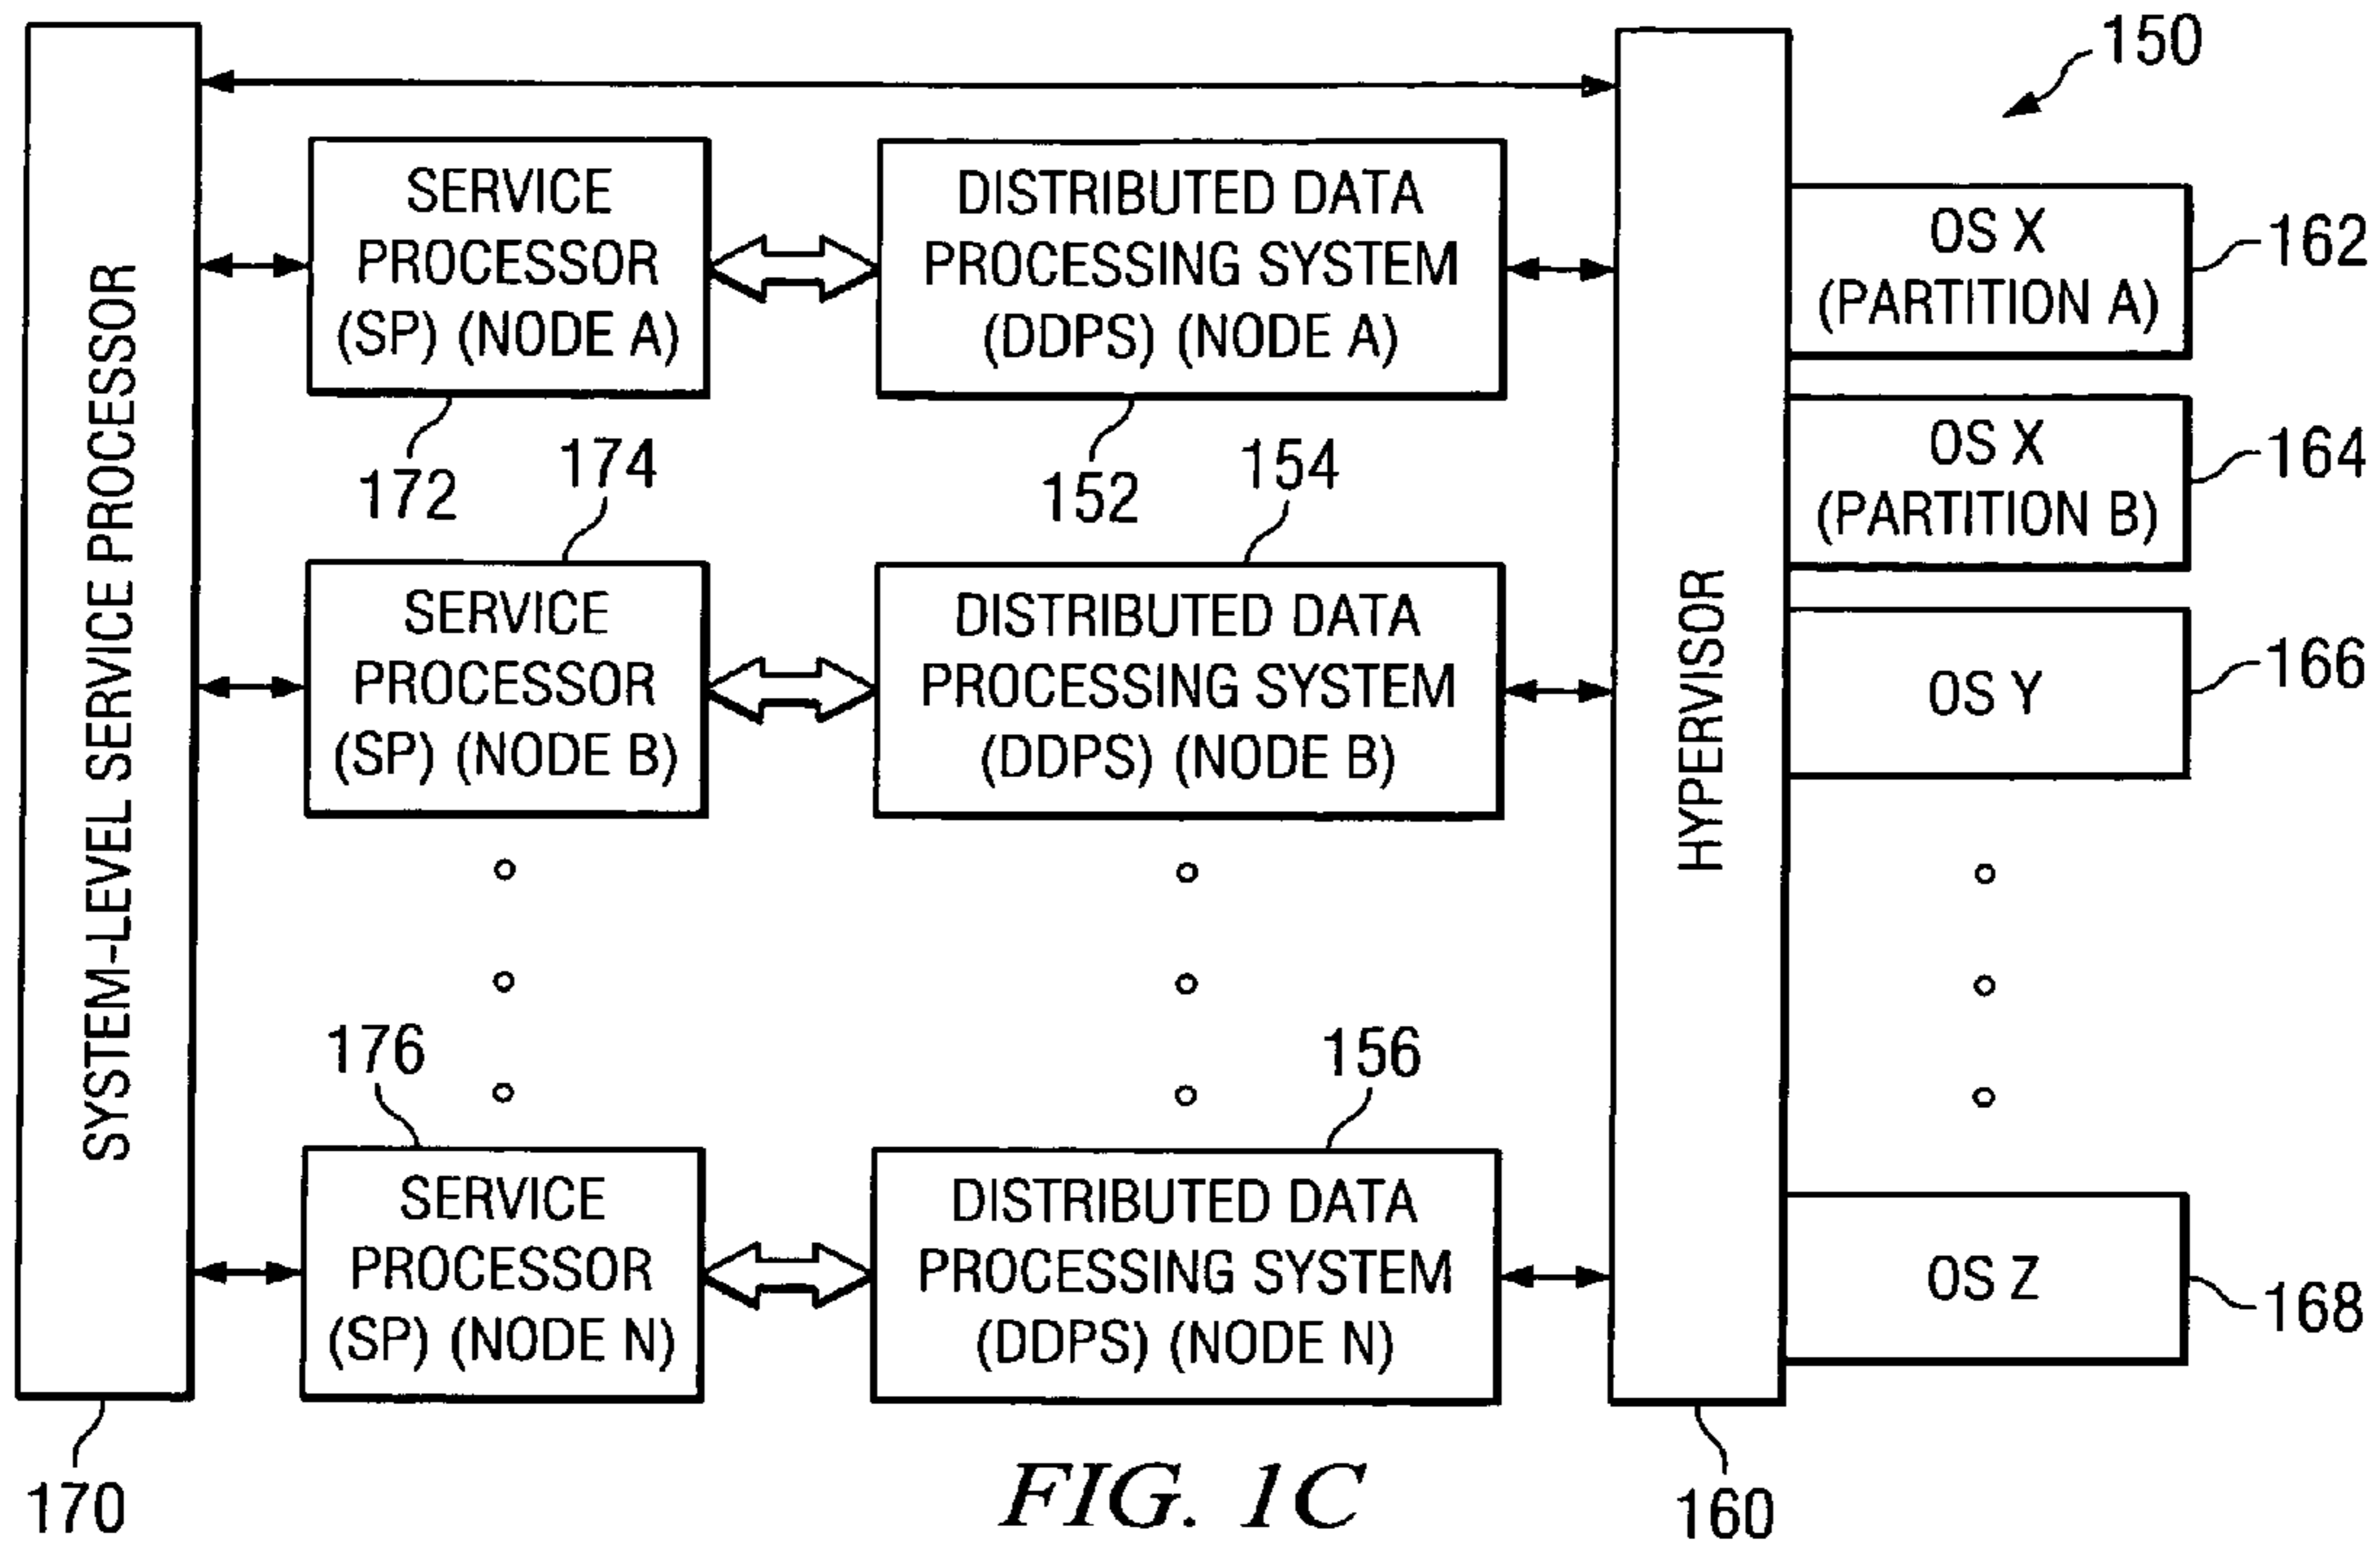 150
SYSTEM-LEVEL SERVICE PROCESSOR
170
SERVICE
PROCESSOR
(SP) (NODE A)
172
DISTRIBUTED DATA
PROCESSING SYSTEM
(DDPS) (NODE A)
152
174
SERVICE
PROCESSOR
(SP) (NODE B)
154
DISTRIBUTED DATA
PROCESSING SYSTEM
(DDPS) (NODE B)
176
SERVICE
PROCESSOR
(SP) (NODE N)
156
DISTRIBUTED DATA
PROCESSING SYSTEM
(DDPS) (NODE N)
HYPERVISOR
160
OS X
(PARTITION A)
162
OS X
(PARTITION B)
164
OS Y
166
OS Z
168
FIG. 1C